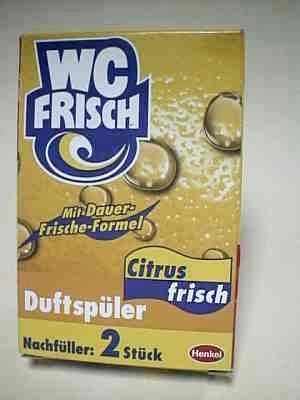 WC
FRISCH
Mit Dauer-
Frische-Formel
Citrus
frisch
Duftspüler
Nachfüller: 2 Stück
Henkel